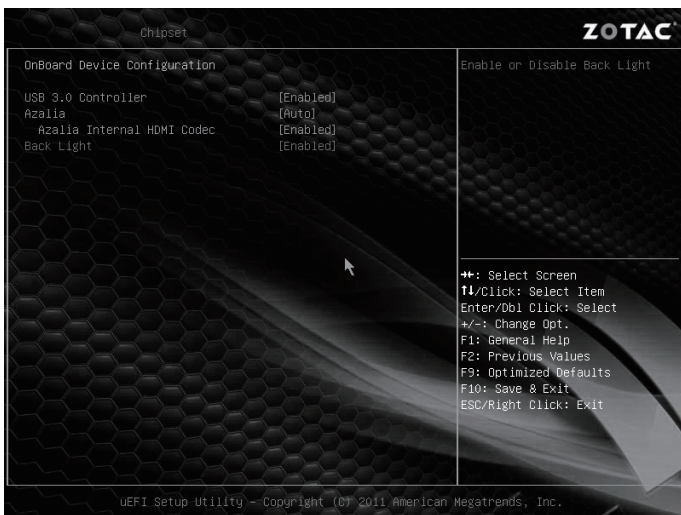 Chipset
ZOTAC
OnBoard Device Configuration
USB 3.0 Controller [Enabled]
Azalia [Auto]
Azalia Internal HDMI Codec [Enabled]
Back Light [Enabled]
Enable or Disable Back Light
→←: Select Screen
↑↓/Click: Select Item
Enter/Dbl Click: Select
+/-: Change Opt.
F1: General Help
F2: Previous Values
F9: Optimized Defaults
F10: Save & Exit
ESC/Right Click: Exit
uEFI Setup Utility - Copyright (C) 2011 American Megatrends, Inc.